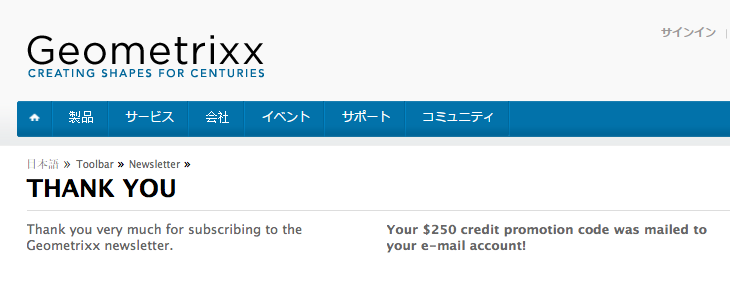 サインイン
Geometrixx
CREATING SHAPES FOR CENTURIES
製品 サービス 会社 イベント サポート コミュニティ
日本語 » Toolbar » Newsletter »
THANK YOU
Thank you very much for subscribing to the
Geometrixx newsletter.
Your $250 credit promotion code was mailed to
your e-mail account!